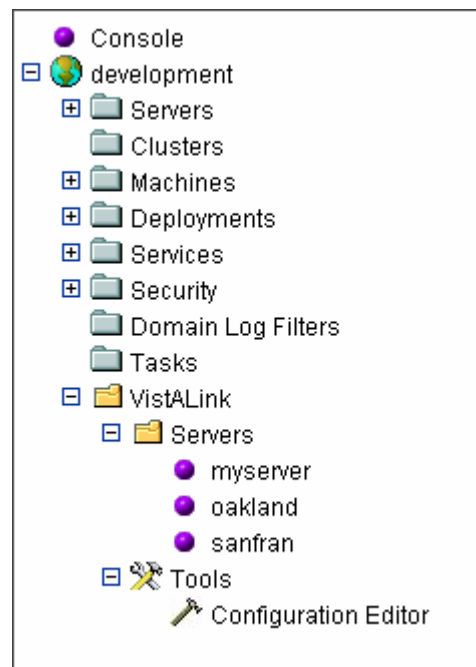 Console
development
Servers
Clusters
Machines
Deployments
Services
Security
Domain Log Filters
Tasks
VistALink
Servers
myserver
oakland
sanfran
Tools
Configuration Editor